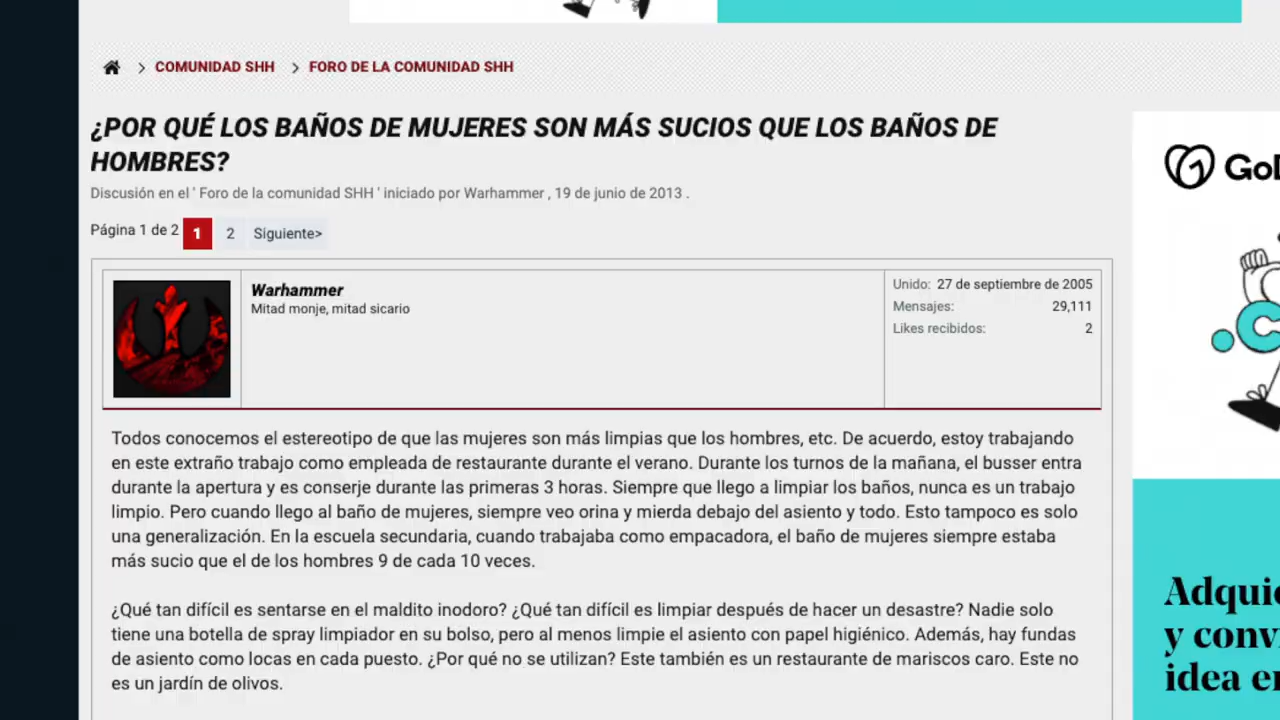 COMUNIDAD SHH > FORO DE LA COMUNIDAD SHH
¿POR QUÉ LOS BAÑOS DE MUJERES SON MÁS SUCIOS QUE LOS BAÑOS DE
HOMBRES?
Discusión en el ' Foro de la comunidad SHH ' iniciado por Warhammer , 19 de junio de 2013 .
Página 1 de 2 1 2 Siguiente>
Warhammer
Mitad monje, mitad sicario
Unido: 27 de septiembre de 2005
Mensajes: 29,111
Likes recibidos: 2
Todos conocemos el estereotipo de que las mujeres son más limpias que los hombres, etc. De acuerdo, estoy trabajando
en este extraño trabajo como empleada de restaurante durante el verano. Durante los turnos de la mañana, el busser entra
durante la apertura y es conserje durante las primeras 3 horas. Siempre que llego a limpiar los baños, nunca es un trabajo
limpio. Pero cuando llego al baño de mujeres, siempre veo orina y mierda debajo del asiento y todo. Esto tampoco es solo
una generalización. En la escuela secundaria, cuando trabajaba como empacadora, el baño de mujeres siempre estaba
más sucio que el de los hombres 9 de cada 10 veces.
¿Qué tan difícil es sentarse en el maldito inodoro? ¿Qué tan difícil es limpiar después de hacer un desastre? Nadie solo
tiene una botella de spray limpiador en su bolso, pero al menos limpie el asiento con papel higiénico. Además, hay fundas
de asiento como locas en cada puesto. ¿Por qué no se utilizan? Este también es un restaurante de mariscos caro. Este no
es un jardín de olivos.
y